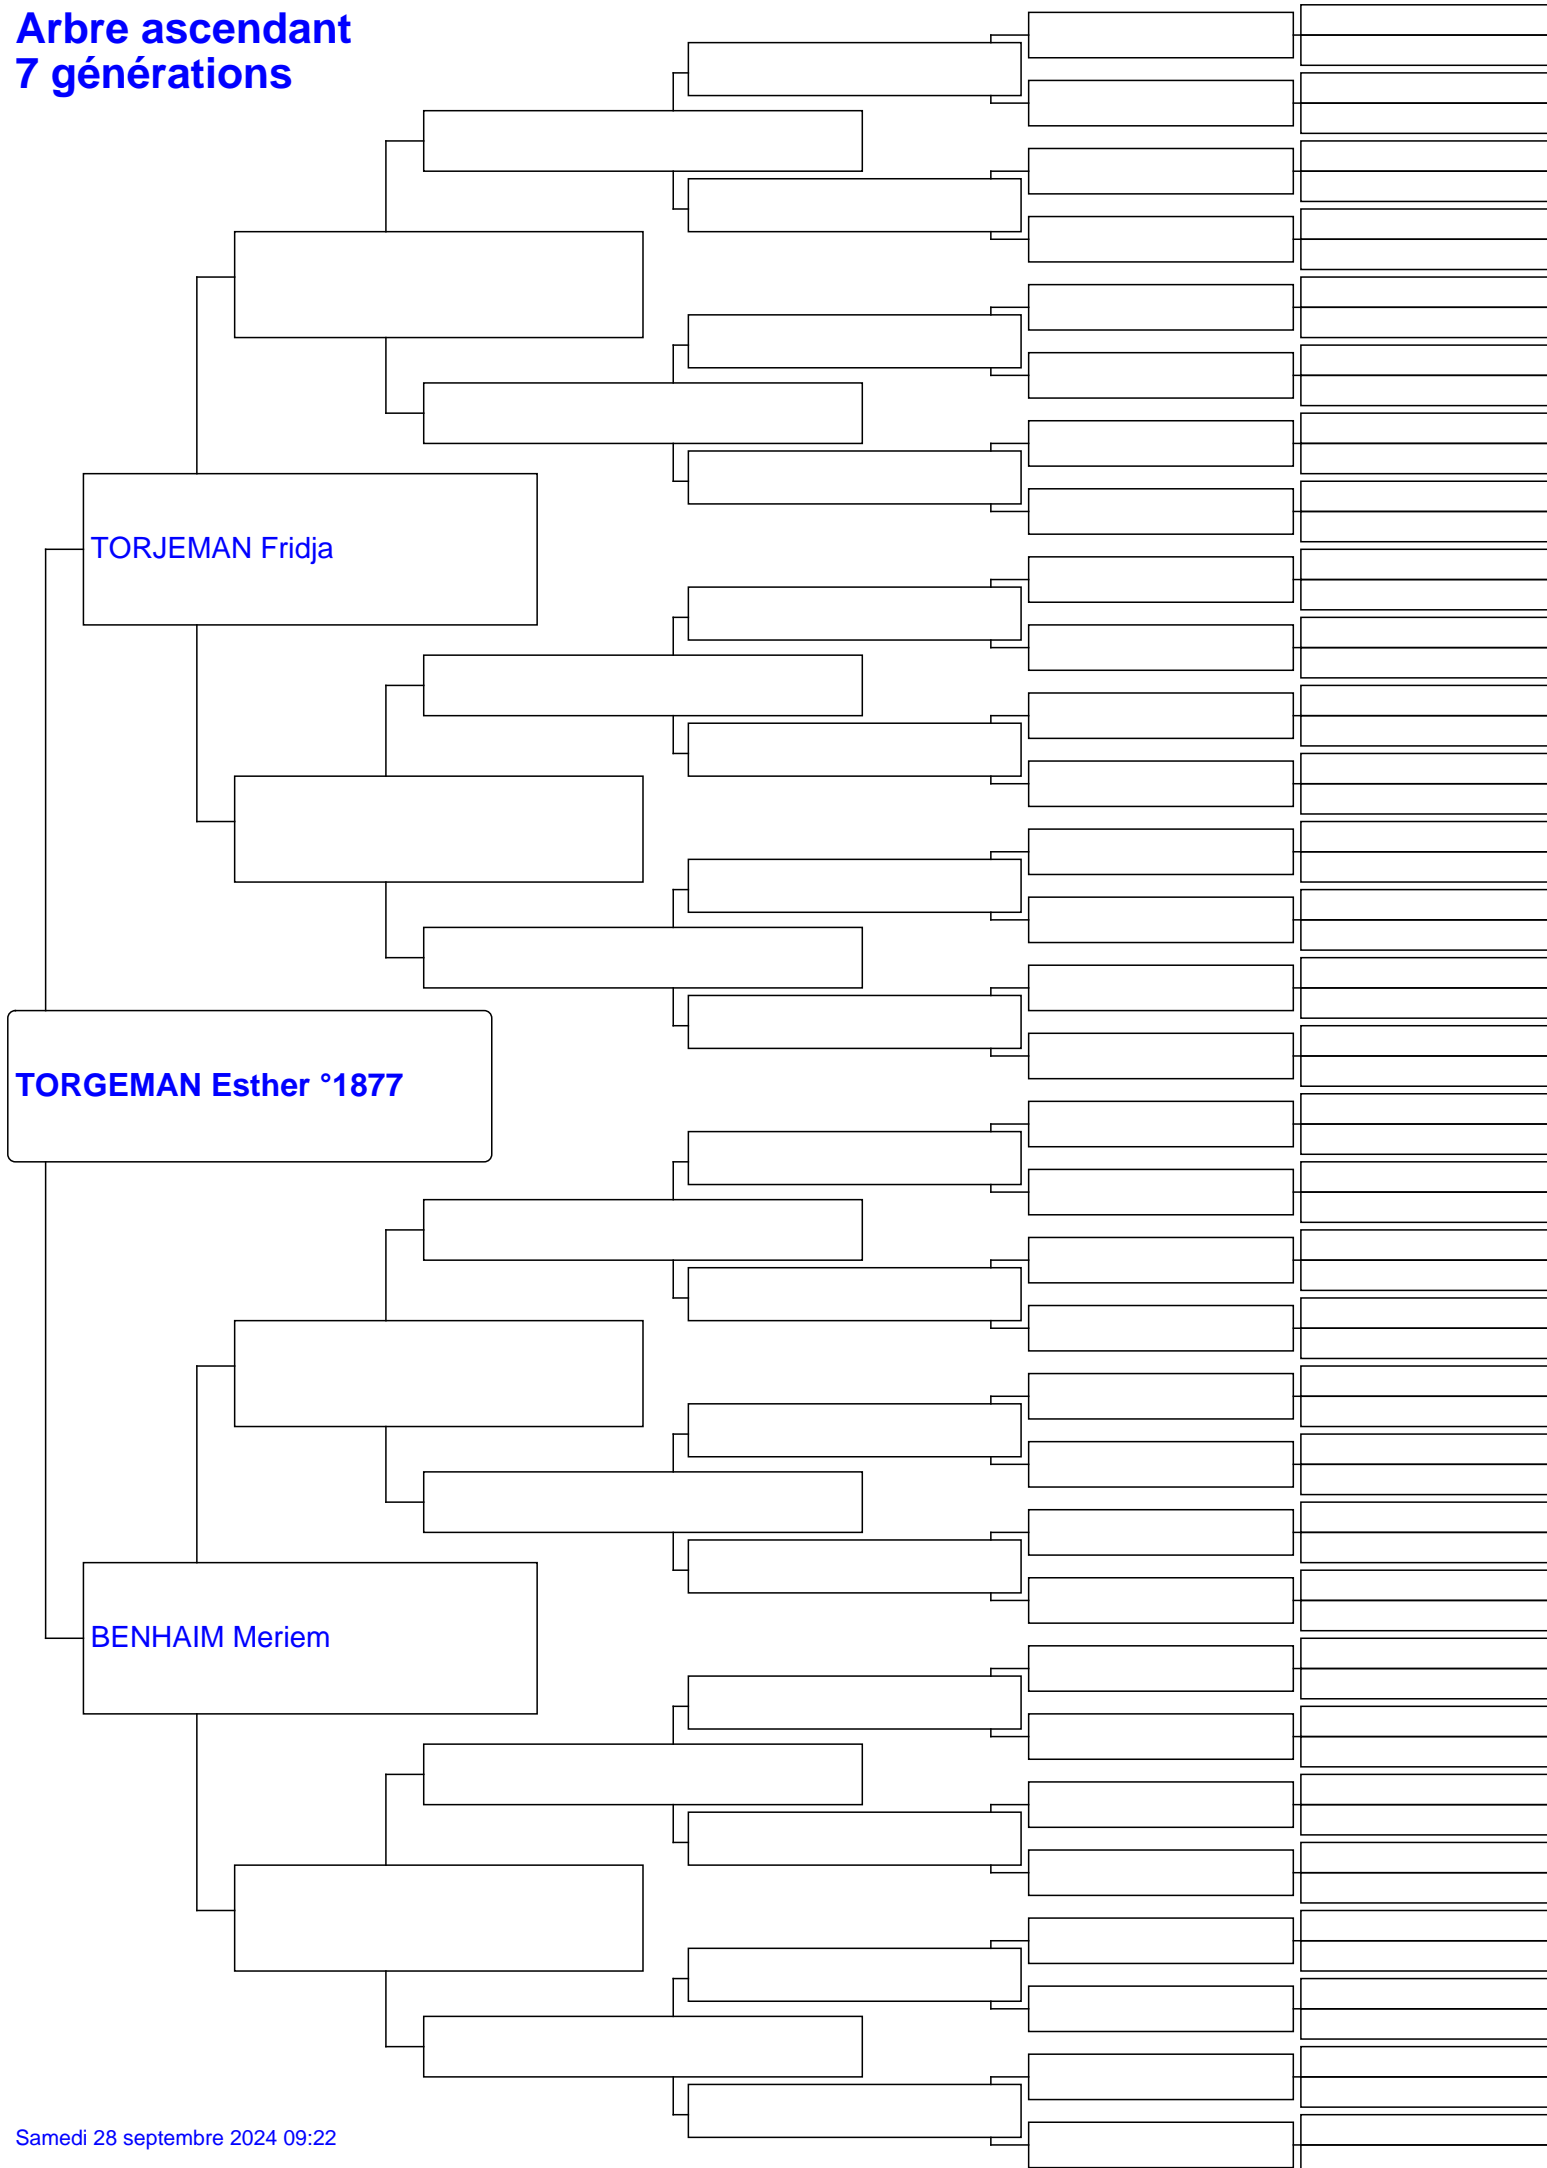 Arbre ascendant
7 générations
TORJEMAN Fridja
TORGEMAN Esther °1877
BENHAIM Meriem
Samedi 28 septembre 2024 09:22